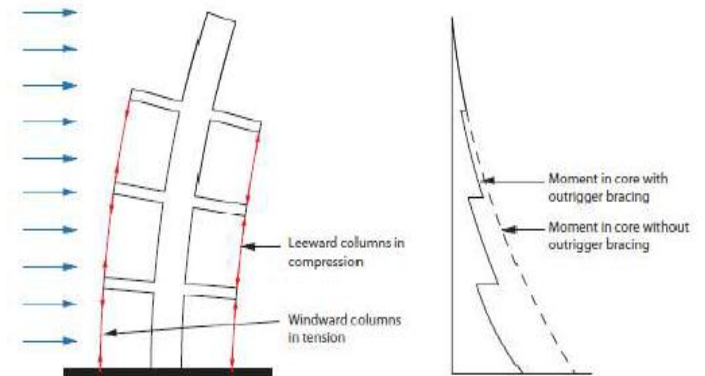 Leeward columns in
compression
Windward columns
in tension
Moment in core with
outrigger bracing
Moment in core without
outrigger bracing